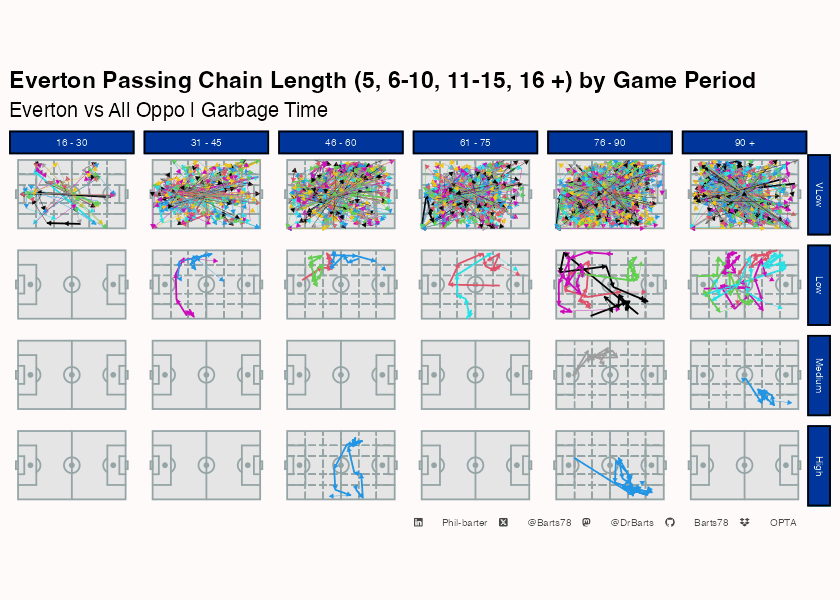 Everton Passing Chain Length (5, 6-10, 11-15, 16 +) by Game Period
Everton vs All Oppo I Garbage Time
16 - 30 31 - 45 46 - 60 61 - 75 76 - 90 90 +
VLow
Low
Medium
High
Phil-barter @Barts78 @DrBarts Barts78 OPTA